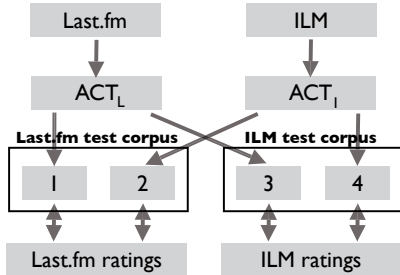 Last.fm ILM
ACT_L ACT_I
Last.fm test corpus ILM test corpus
1 2 3 4
Last.fm ratings ILM ratings